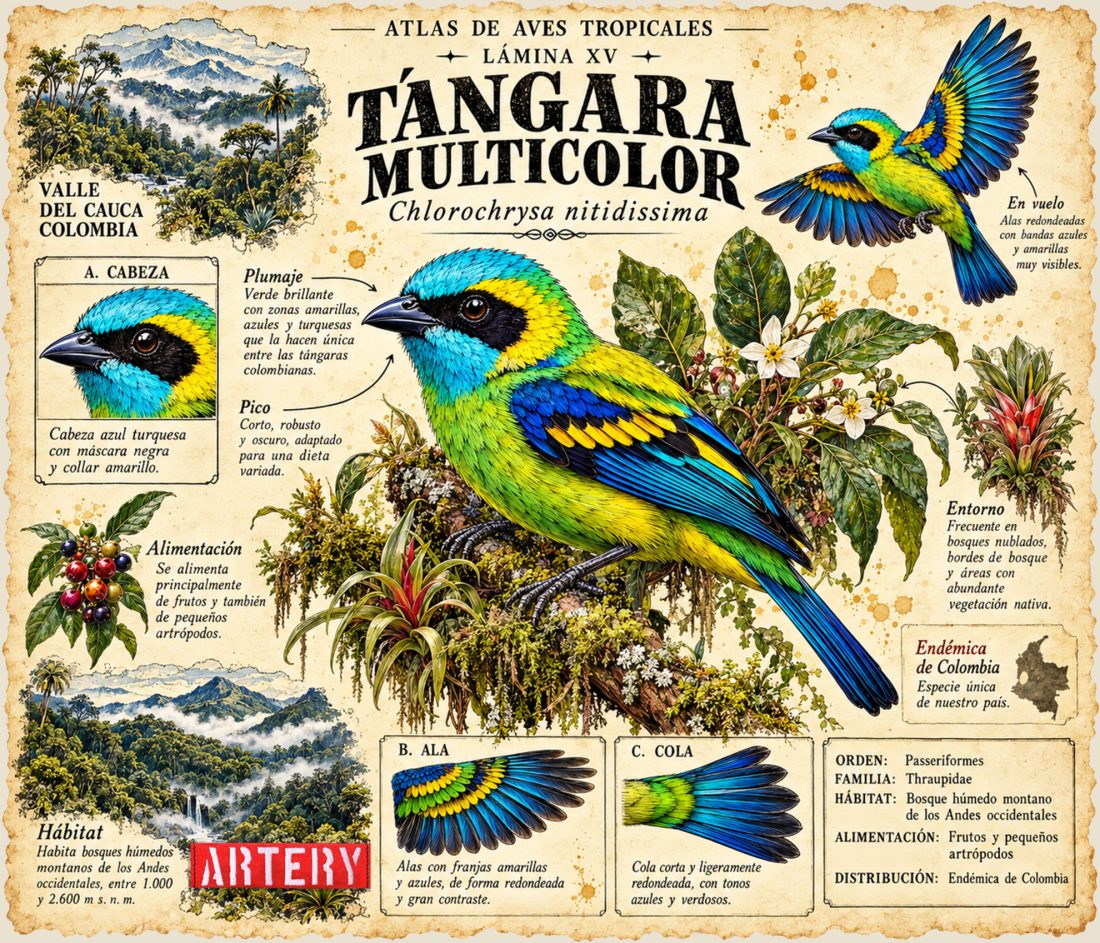 ATLAS DE AVES TROPICALES
LÁMINA XV
TÁNGARA
MULTICOLOR
Chlorochrysa nitidissima
VALLE
DEL CAUCA
COLOMBIA
En vuelo
Alas redondeadas
con bandas azules
y amarillas
muy visibles.
A. CABEZA
Cabeza azul turquesa
con máscara negra
y collar amarillo.
Plumaje
Verde brillante
con zonas amarillas,
azules y turquesas
que la hacen única
entre las tángaras
colombianas.
Pico
Corto, robusto
y oscuro, adaptado
para una dieta
variada.
Alimentación
Se alimenta
principalmente
de frutos y también
de pequeños
artrópodos.
Entorno
Frecuente en
bosques nublados,
bordes de bosque
y áreas con
abundante
vegetación nativa.
Endémica
de Colombia
Especie única
de nuestro país.
Hábitat
Habita bosques húmedos
montanos de los Andes
occidentales, entre 1.000
y 2.600 m s. n. m.
ARTERY
B. ALA
Alas con franjas amarillas
y azules, de forma redondeada
y gran contraste.
C. COLA
Cola corta y ligeramente
redondeada, con tonos
azules y verdosos.
ORDEN: Passeriformes
FAMILIA: Thraupidae
HÁBITAT: Bosque húmedo montano
de los Andes occidentales
ALIMENTACIÓN: Frutos y pequeños
artrópodos
DISTRIBUCIÓN: Endémica de Colombia